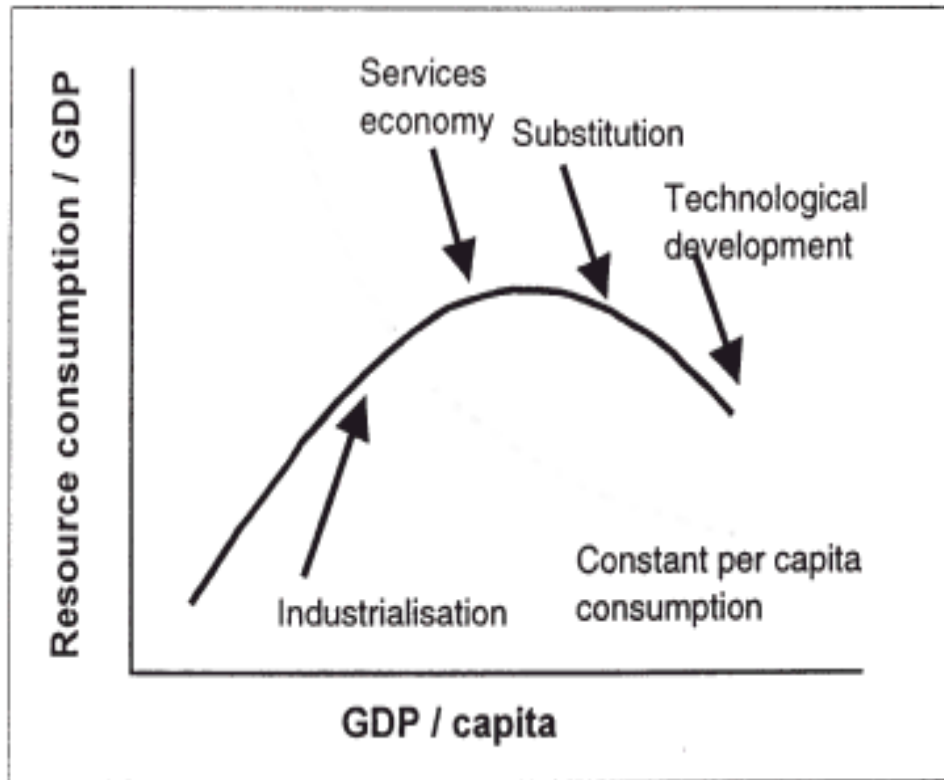 Resource consumption / GDP
Services
economy
Substitution
Technological
development
Industrialisation
Constant per capita
consumption
GDP / capita